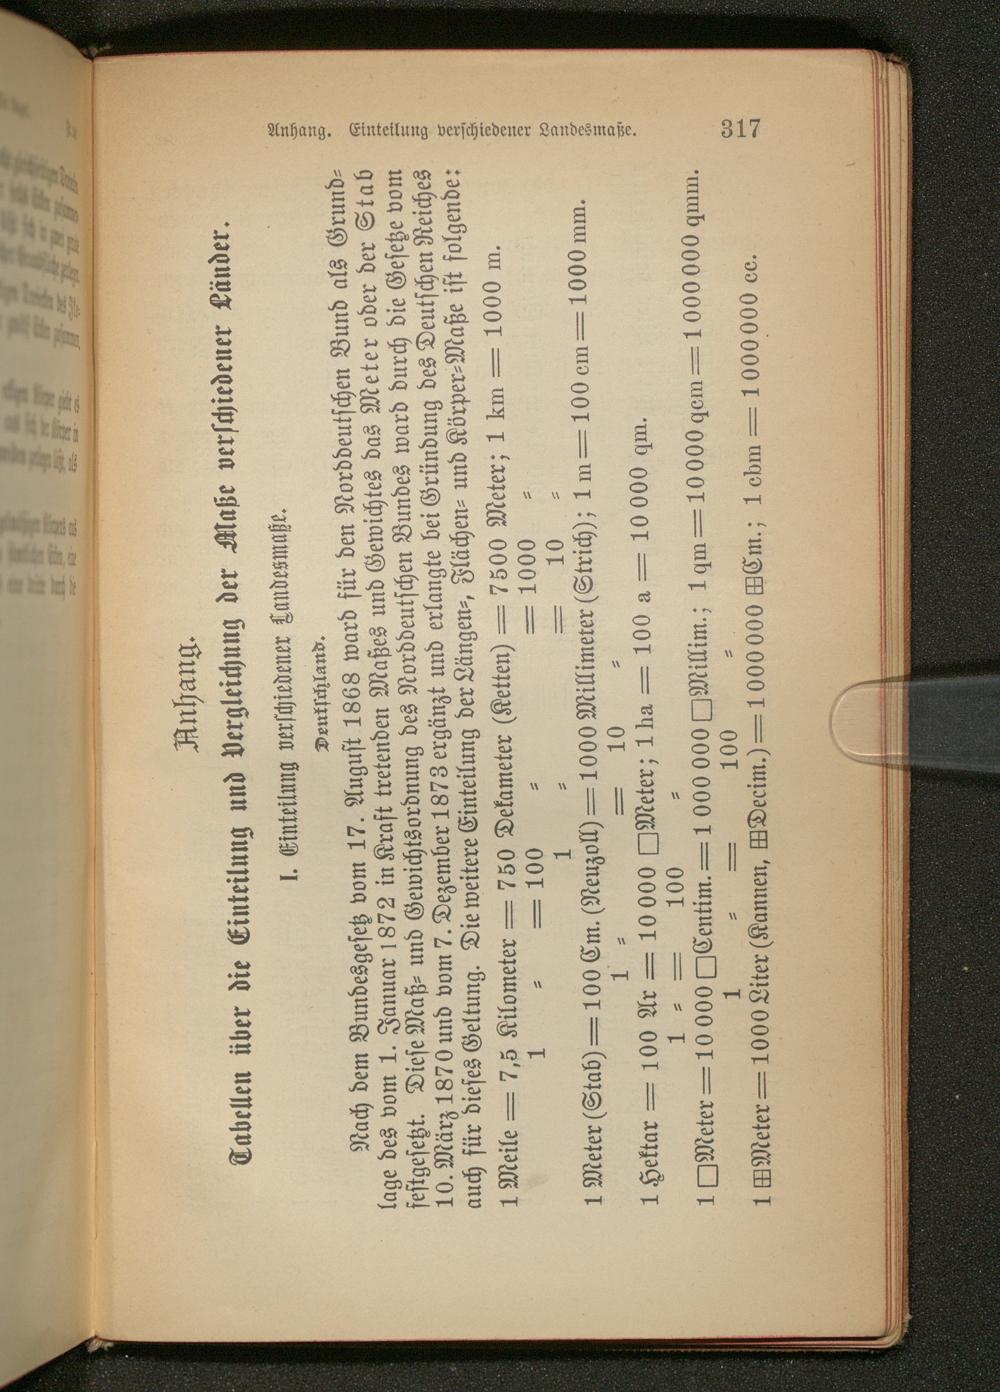 Anhang. Einteilung verschiedener Landesmaße. 317
Anhang.
Tabellen über die Einteilung und Vergleichung der Maße verschiedener Länder.
I. Einteilung verschiedener Landesmaße.
Deutschland.
Nach dem Bundesgesetz vom 17. August 1868 ward für den Norddeutschen Bund als Grund-
lage des vom 1. Januar 1872 in Kraft tretenden Maßes und Gewichtes das Meter oder der Stab
festgesetzt. Diese Maß- und Gewichtsordnung des Norddeutschen Bundes ward durch die Gesetze vom
10. März 1870 und vom 7. Dezember 1873 ergänzt und erlangte bei Gründung des Deutschen Reiches
auch für dieses Geltung. Die weitere Einteilung der Längen-, Flächen- und Körper-Maße ist folgende:
1 Meile = 7,5 Kilometer = 750 Dekameter (Ketten) = 7500 Meter; 1 km = 1000 m.
1 „ = 100 „ = 1000 „
1 „ = 10 „
1 Meter (Stab) = 100 Cm. (Neuzoll) = 1000 Millimeter (Strich); 1 m = 100 cm = 1000 mm.
1 „ = 10 „
1 Hektar = 100 Ar = 10 000 □Meter; 1 ha = 100 a = 10 000 qm.
1 „ = 100 „
1 □Meter = 10 000 □Centim. = 1 000 000 □Millim.; 1 qm = 10 000 qcm = 1 000 000 qmm.
1 „ = 100 „
1 ⊞Meter = 1000 Liter (Kannen, ⊞Decim.) = 1 000 000 ⊞Cm.; 1 cbm = 1 000 000 cc.